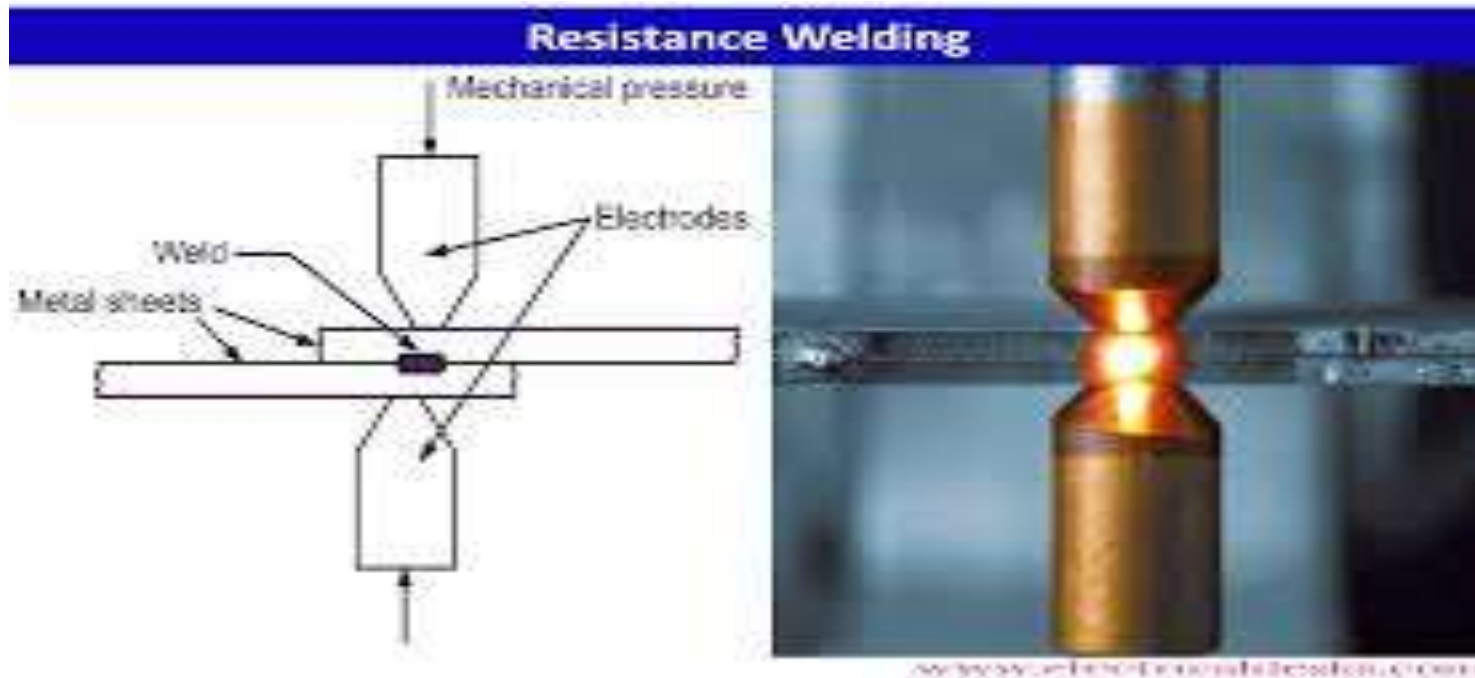 Resistance Welding
Mechanical pressure
Electrodes
Weld
Metal sheets